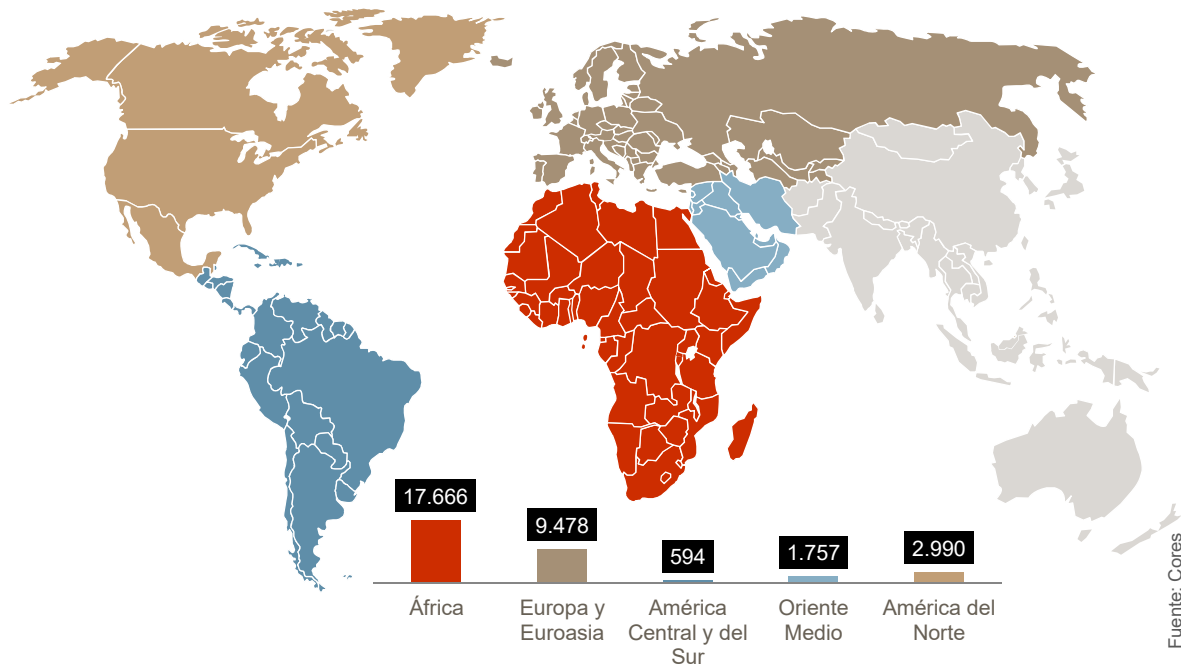 17.666
9.478
594
1.757
2.990
África
Europa y
Euroasia
América
Central y del
Sur
Oriente
Medio
América del
Norte
Fuente: Cores